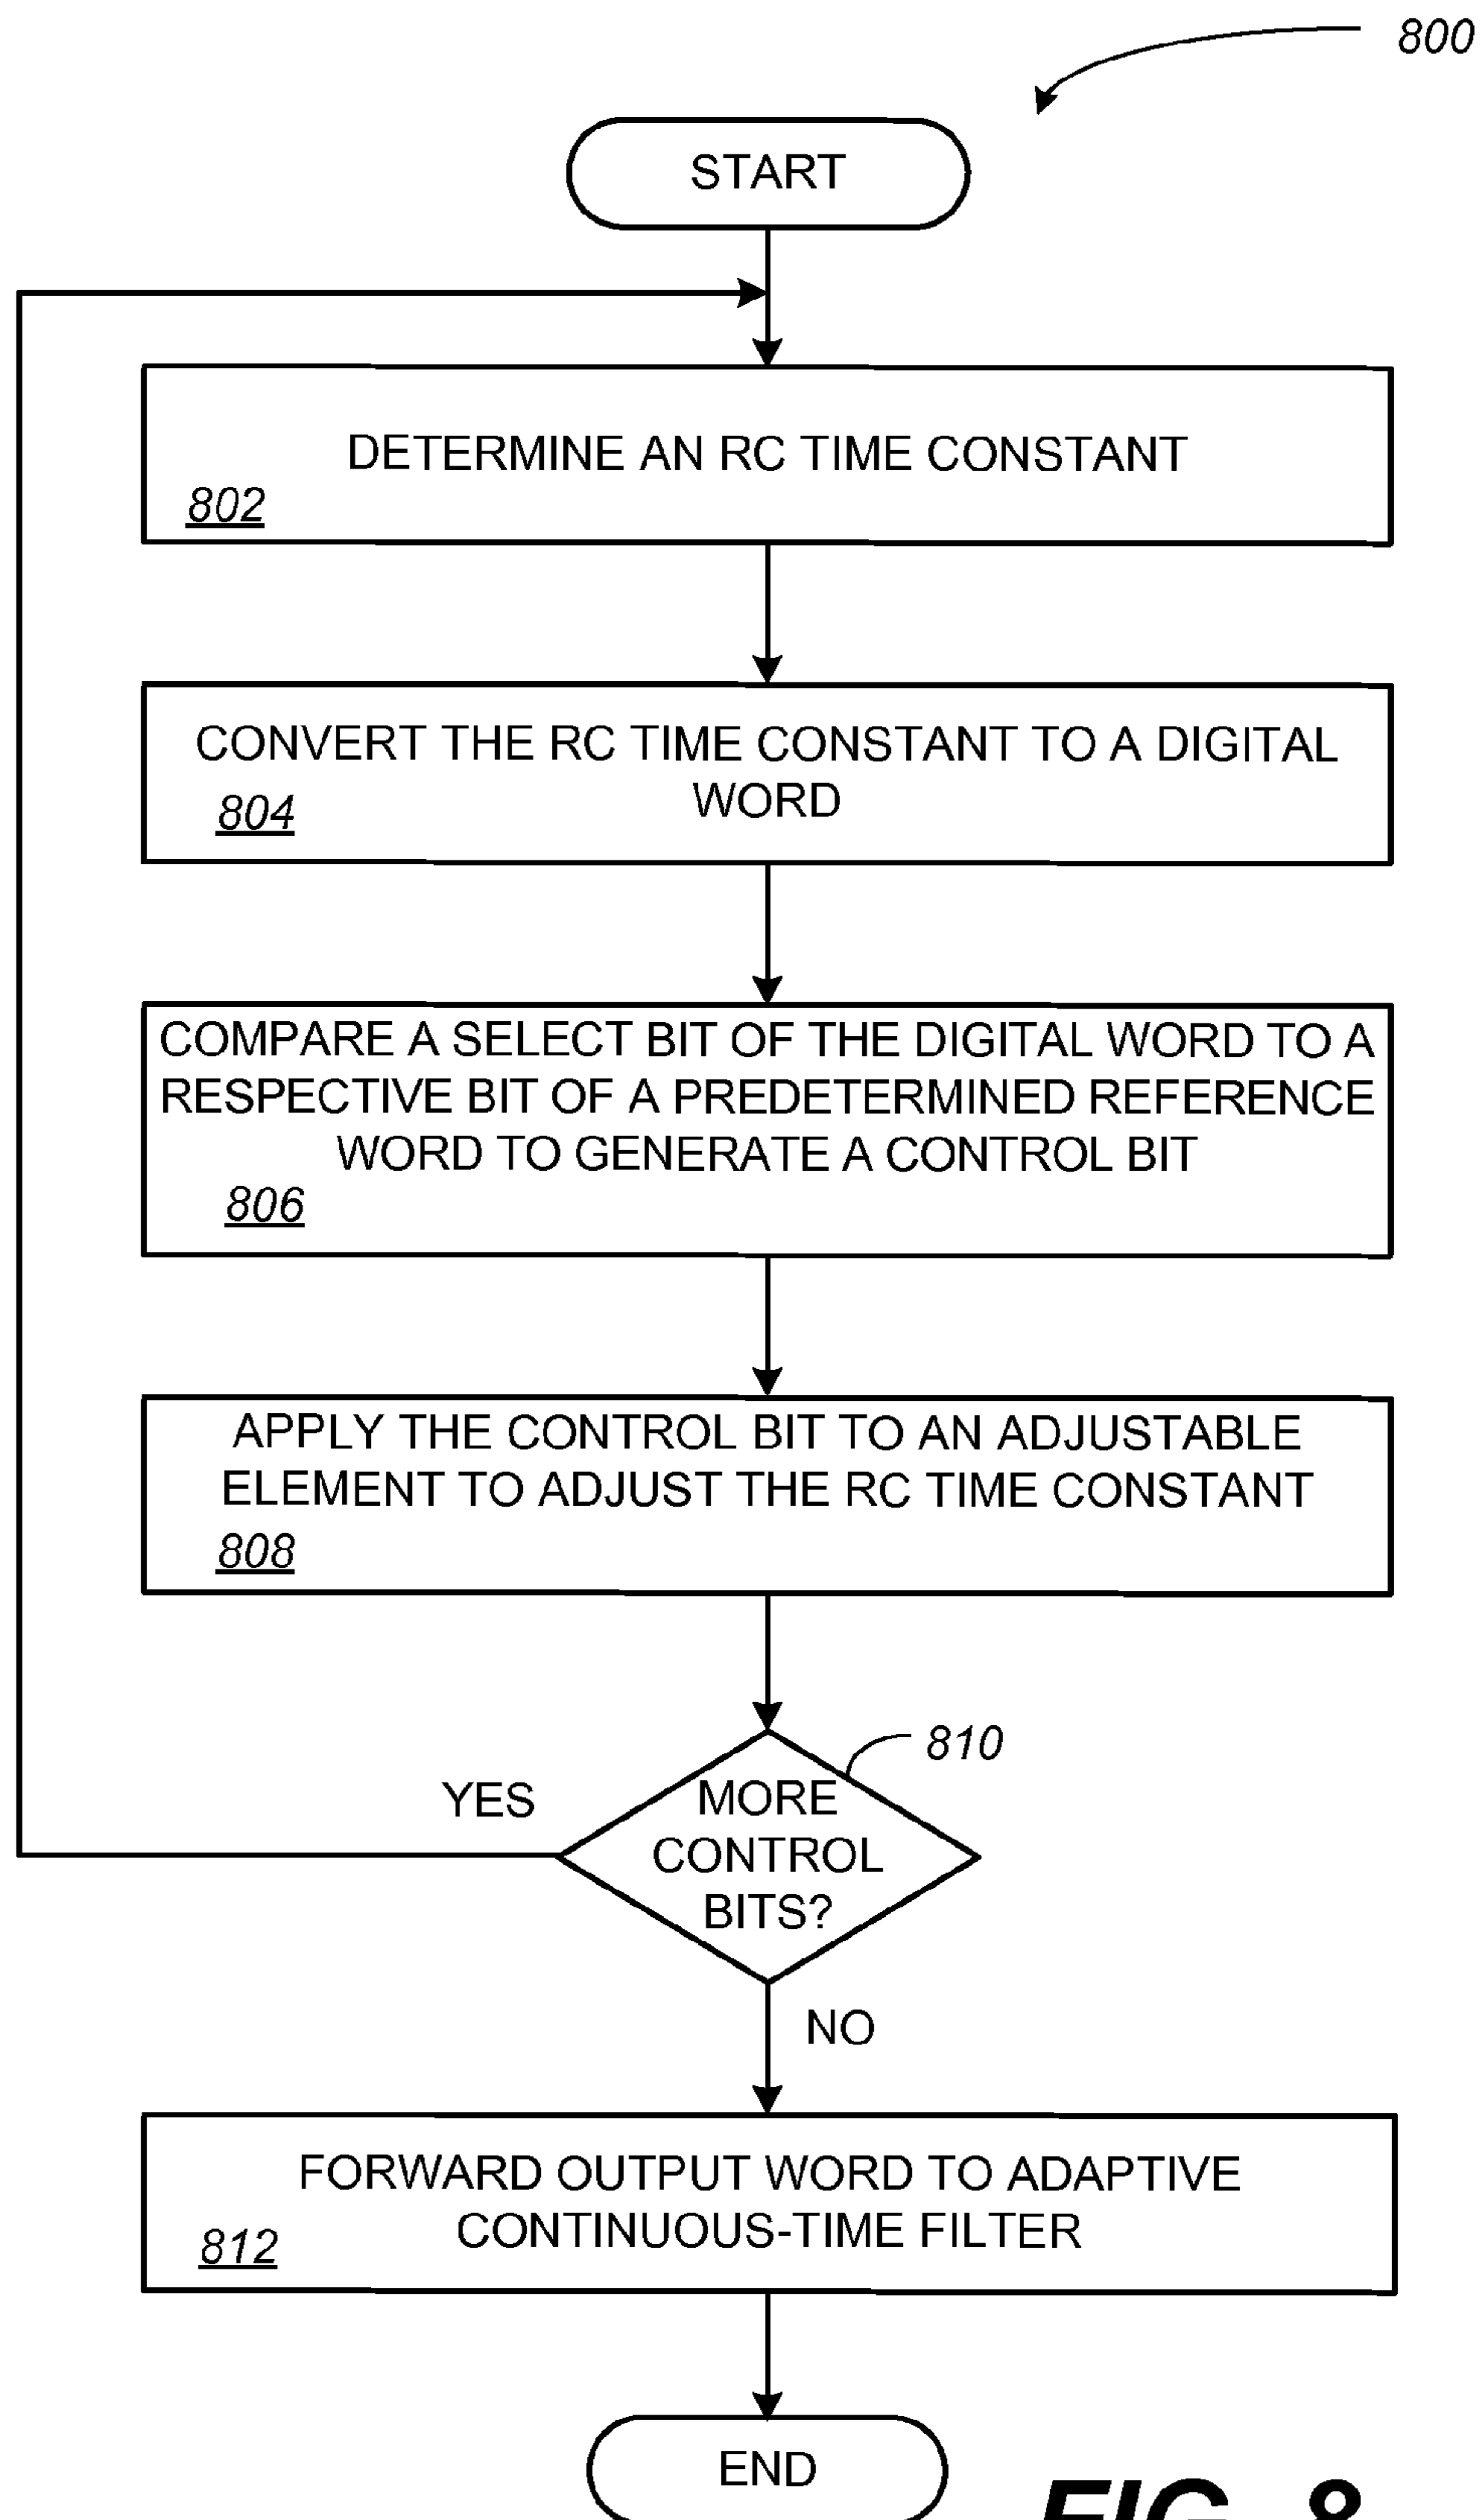 800
START
DETERMINE AN RC TIME CONSTANT
802
CONVERT THE RC TIME CONSTANT TO A DIGITAL
WORD
804
COMPARE A SELECT BIT OF THE DIGITAL WORD TO A
RESPECTIVE BIT OF A PREDETERMINED REFERENCE
WORD TO GENERATE A CONTROL BIT
806
APPLY THE CONTROL BIT TO AN ADJUSTABLE
ELEMENT TO ADJUST THE RC TIME CONSTANT
808
810
YES
MORE
CONTROL
BITS?
NO
FORWARD OUTPUT WORD TO ADAPTIVE
CONTINUOUS-TIME FILTER
812
END
FIG. 8